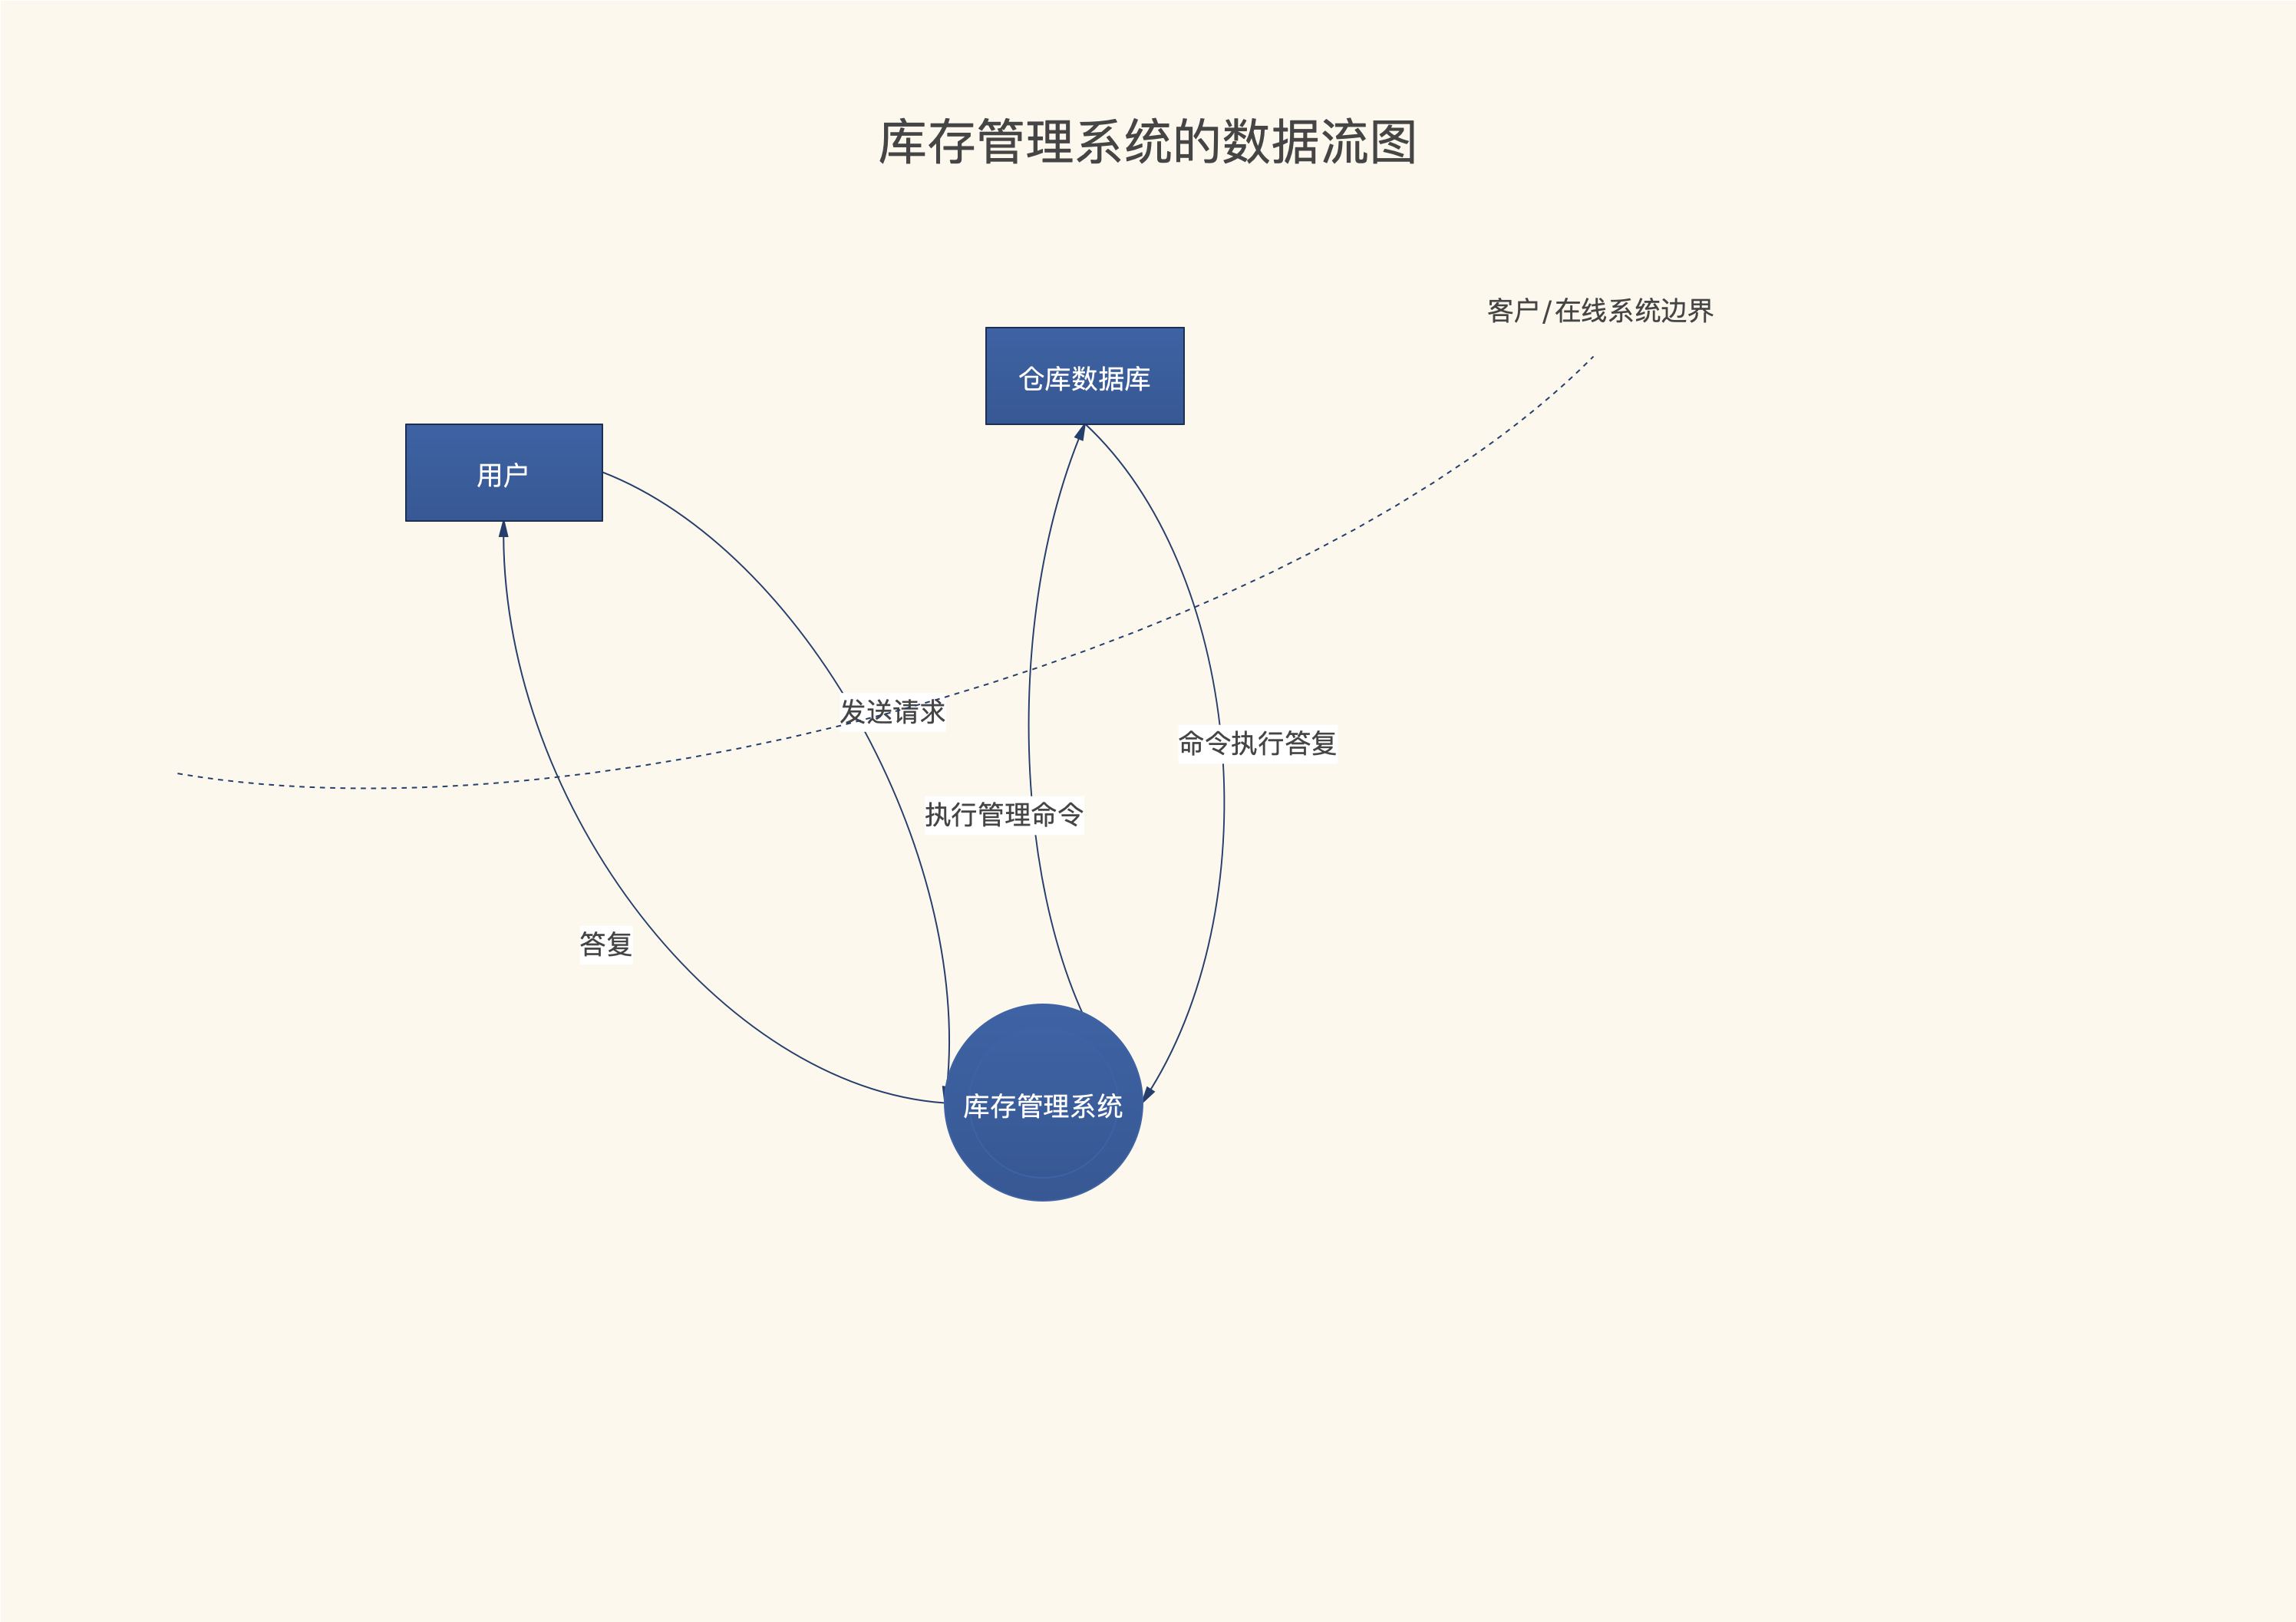 库存管理系统的数据流图
客户/在线系统边界
仓库数据库
用户
发送请求
命令执行答复
执行管理命令
答复
库存管理系统